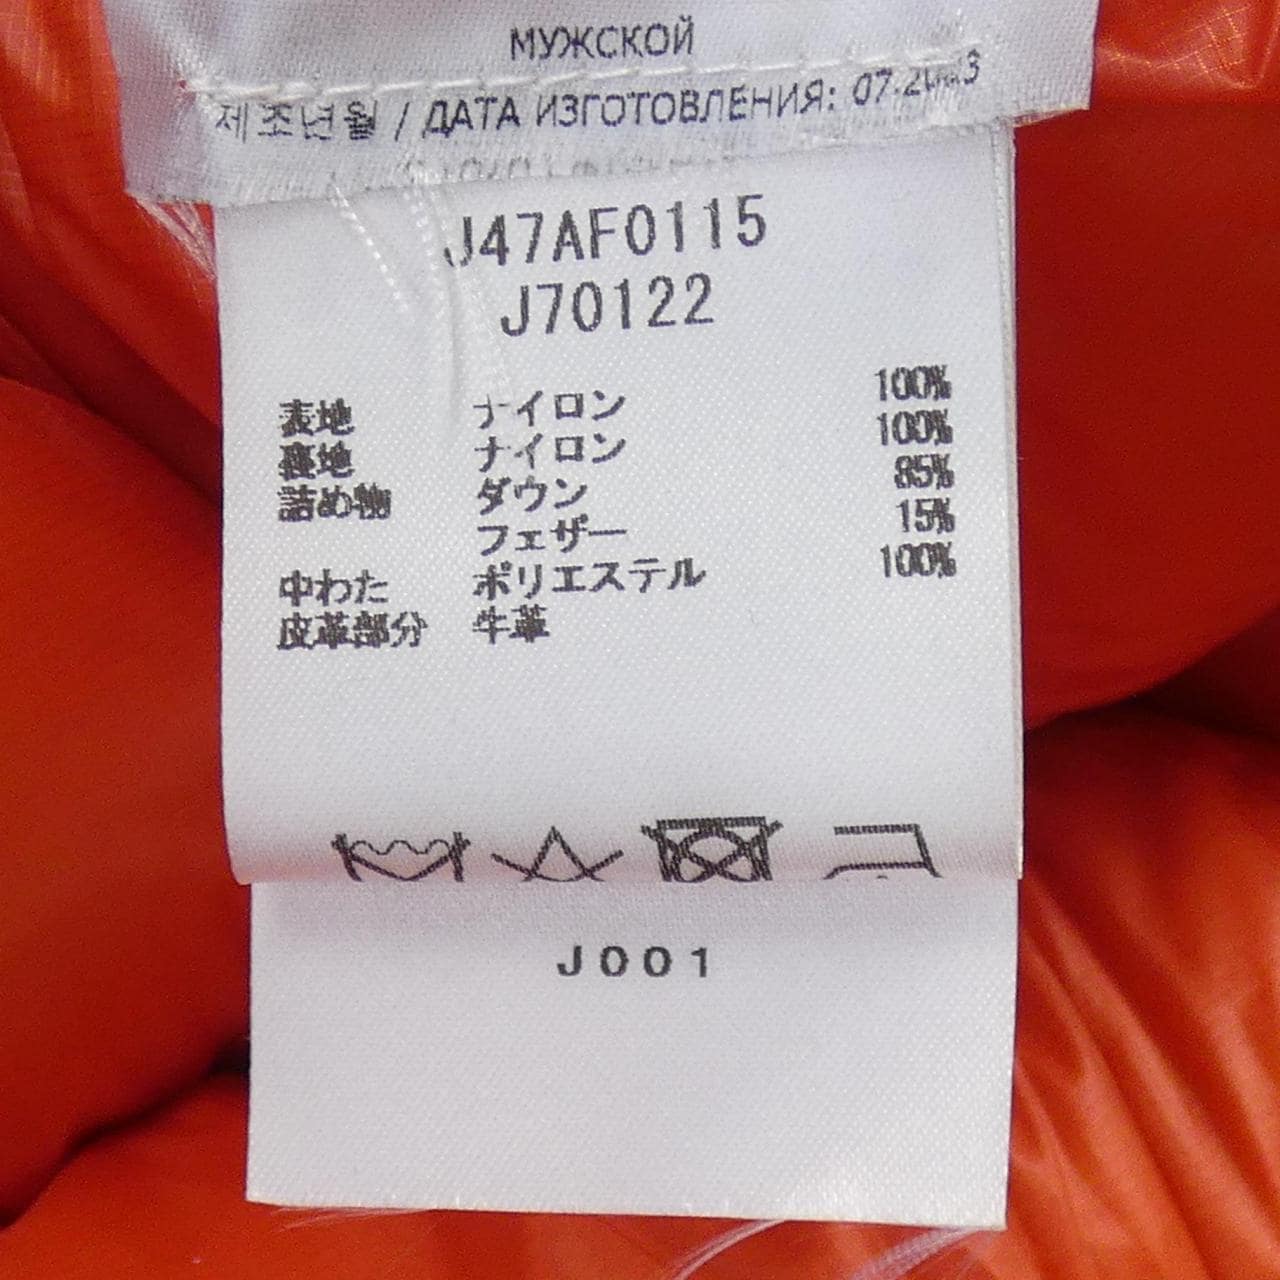 МУЖСКОЙ
제조년월 / ДАТА ИЗГОТОВЛЕНИЯ: 07.2023
J47AF0115
J70122
表地 ナイロン 100%
裏地 ナイロン 100%
詰め物 ダウン 85%
フェザー 15%
中わた ポリエステル 100%
皮革部分 牛革
J001